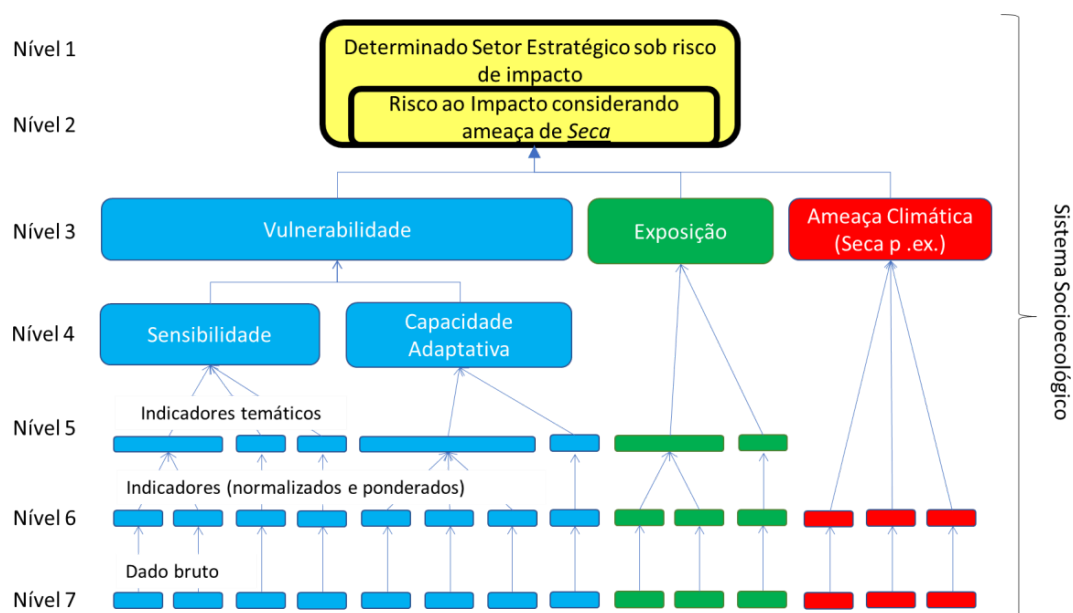 Nível 1
Determinado Setor Estratégico sob risco
de impacto
Nível 2
Risco ao Impacto considerando
ameaça de Seca
Nível 3
Vulnerabilidade
Exposição
Ameaça Climática
(Seca p .ex.)
Nível 4
Sensibilidade
Capacidade
Adaptativa
Sistema Socioecológico
Indicadores temáticos
Nível 5
Indicadores (normalizados e ponderados)
Nível 6
Dado bruto
Nível 7